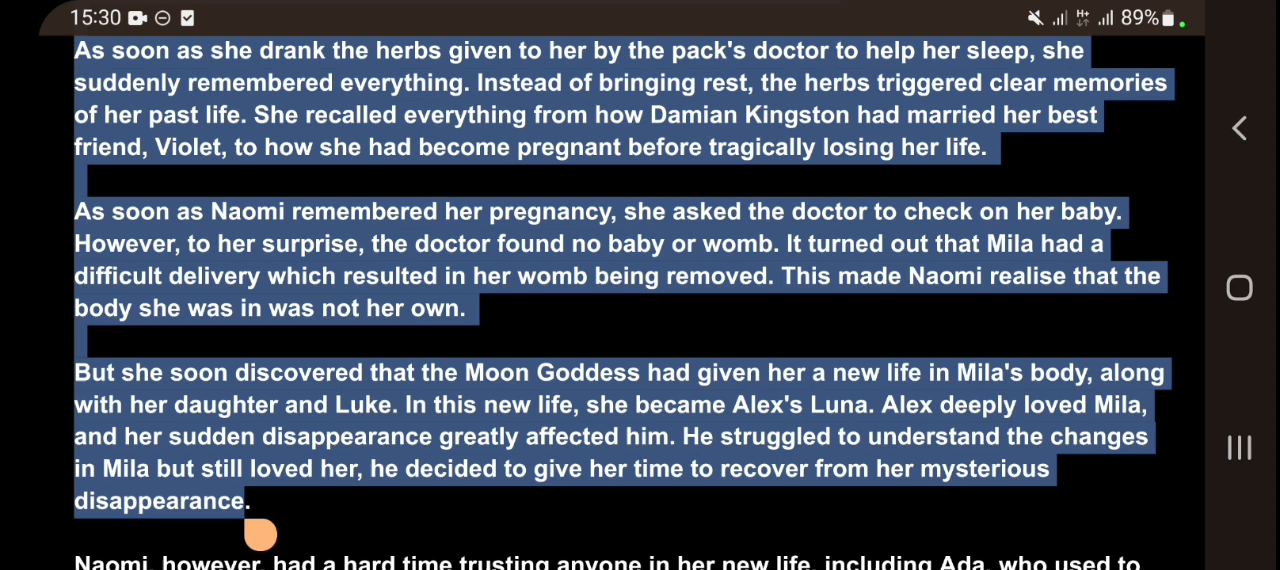 15:30
H+
89%
As soon as she drank the herbs given to her by the pack's doctor to help her sleep, she
suddenly remembered everything. Instead of bringing rest, the herbs triggered clear memories
of her past life. She recalled everything from how Damian Kingston had married her best
friend, Violet, to how she had become pregnant before tragically losing her life.
As soon as Naomi remembered her pregnancy, she asked the doctor to check on her baby.
However, to her surprise, the doctor found no baby or womb. It turned out that Mila had a
difficult delivery which resulted in her womb being removed. This made Naomi realise that the
body she was in was not her own.
But she soon discovered that the Moon Goddess had given her a new life in Mila's body, along
with her daughter and Luke. In this new life, she became Alex's Luna. Alex deeply loved Mila,
and her sudden disappearance greatly affected him. He struggled to understand the changes
in Mila but still loved her, he decided to give her time to recover from her mysterious
disappearance.
Naomi, however, had a hard time trusting anyone in her new life, including Ada, who used to